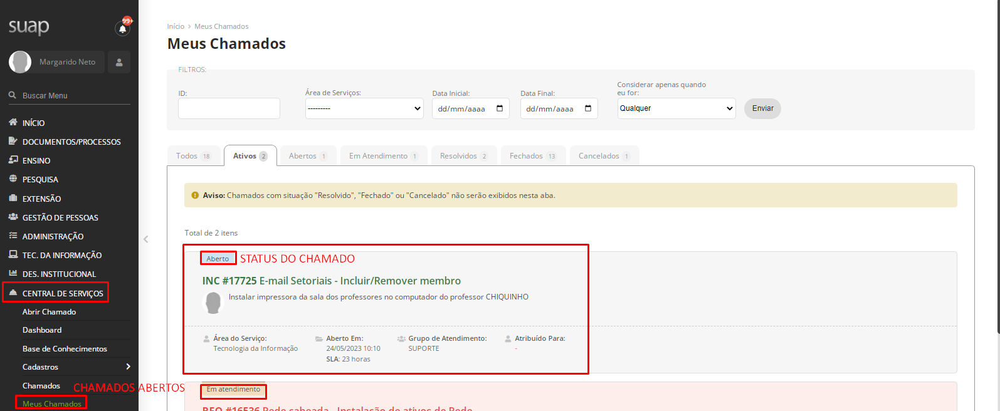 suap
99+
Margarido Neto
Buscar Menu
INÍCIO
DOCUMENTOS/PROCESSOS
ENSINO
PESQUISA
EXTENSÃO
GESTÃO DE PESSOAS
ADMINISTRAÇÃO
TEC. DA INFORMAÇÃO
DES. INSTITUCIONAL
CENTRAL DE SERVIÇOS
Abrir Chamado
Dashboard
Base de Conhecimentos
Cadastros
Chamados
CHAMADOS ABERTOS
Meus Chamados
Início > Meus Chamados
Meus Chamados
FILTROS:
ID:
Área de Serviços:
---------
Data Inicial:
dd/mm/aaaa
Data Final:
dd/mm/aaaa
Considerar apenas quando
eu for:
Qualquer
Enviar
Todos 18
Ativos 2
Abertos 1
Em Atendimento 1
Resolvidos 2
Fechados 13
Cancelados 1
Aviso: Chamados com situação "Resolvido", "Fechado" ou "Cancelado" não serão exibidos nesta aba.
Total de 2 itens
Aberto STATUS DO CHAMADO
INC #17725 E-mail Setoriais - Incluir/Remover membro
Instalar impressora da sala dos professores no computador do professor CHIQUINHO
Área do Serviço:
Tecnologia da Informação
Aberto Em:
24/05/2023 10:10
SLA: 23 horas
Grupo de Atendimento:
SUPORTE
Atribuído Para:
-
Em atendimento
REQ #16536 Rede cabeada - Instalação de ativos de Rede